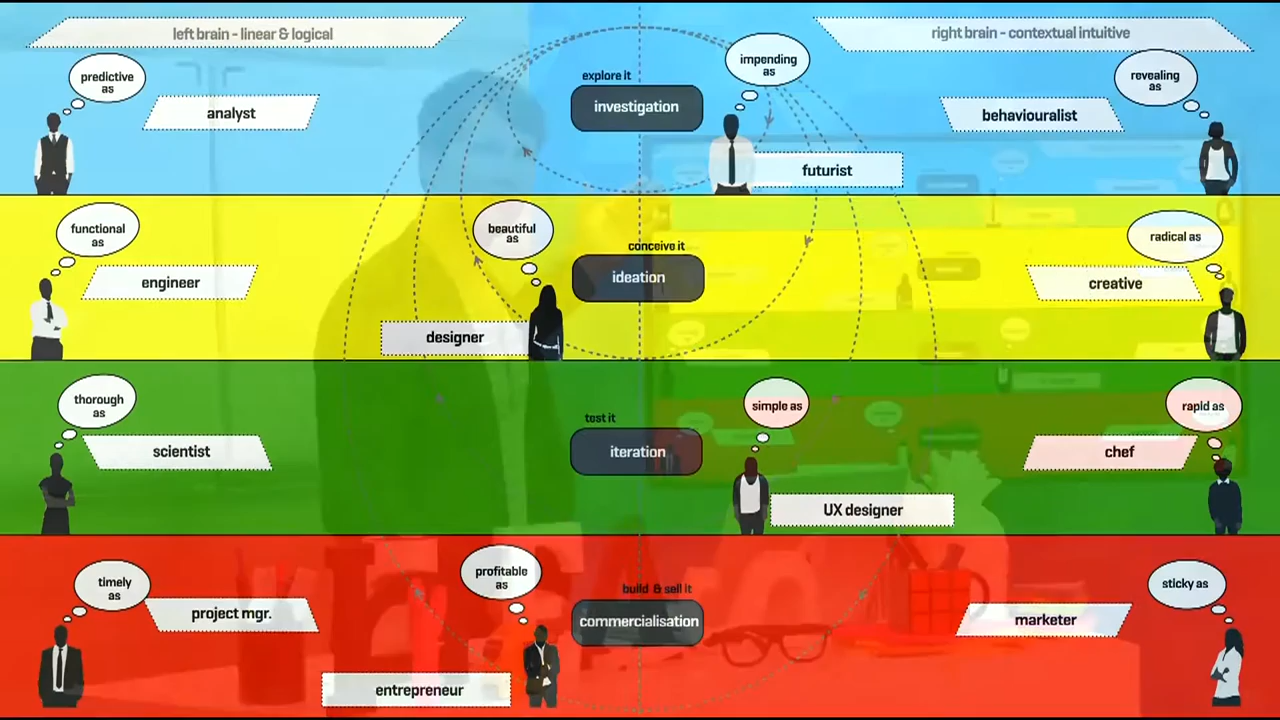 left brain - linear & logical
right brain - contextual intuitive
predictive
as
analyst
explore it
investigation
impending
as
futurist
behaviouralist
revealing
as
functional
as
engineer
beautiful
as
designer
conceive it
ideation
radical as
creative
thorough
as
scientist
test it
iteration
simple as
UX designer
rapid as
chef
timely
as
project mgr.
profitable
as
entrepreneur
build & sell it
commercialisation
sticky as
marketer